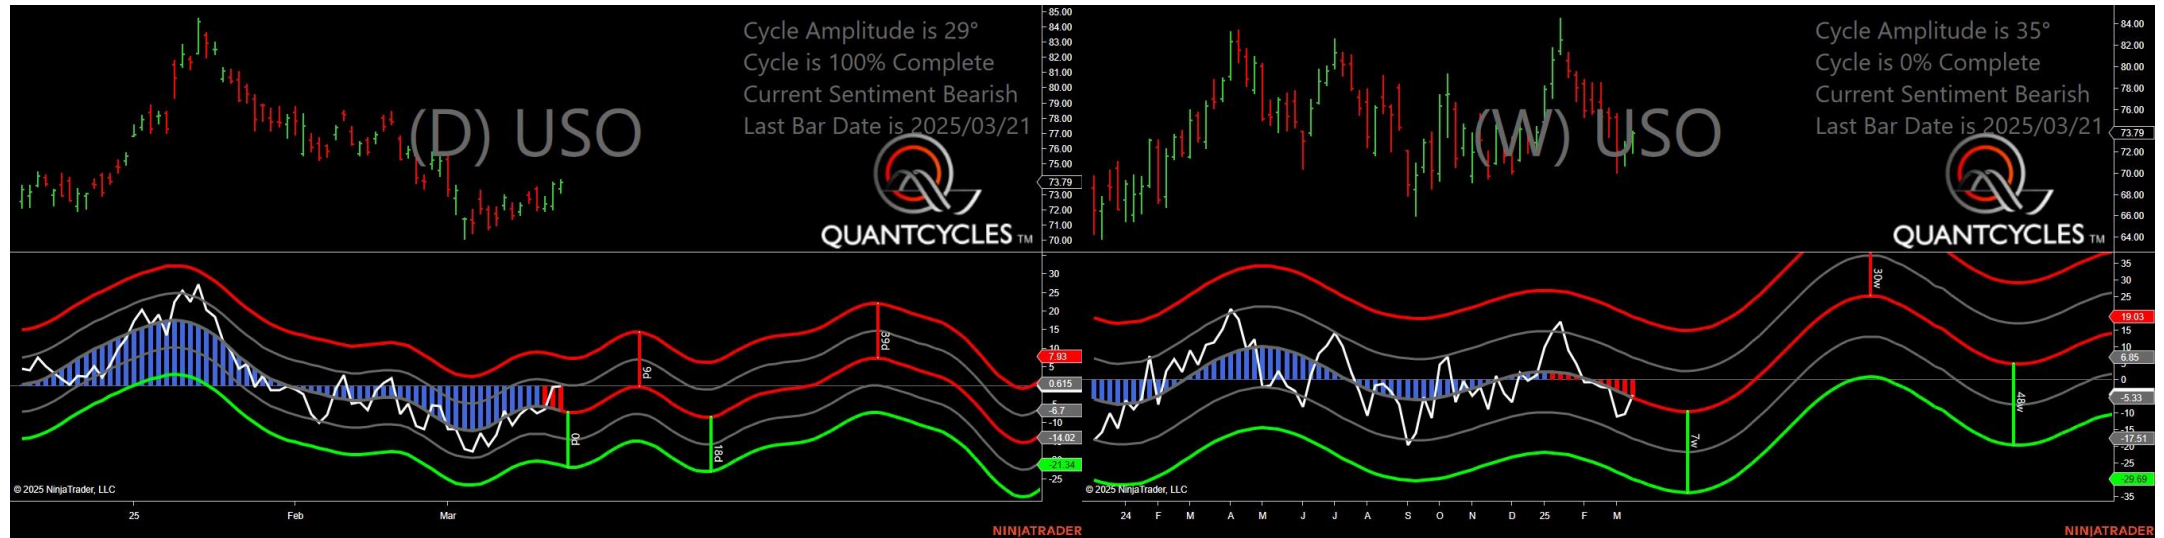 Cycle Amplitude is 29°
Cycle is 100% Complete
Current Sentiment Bearish
Last Bar Date is 2025/03/21
(D) USO
QUANTCYCLES TM
85.00
84.00
83.00
82.00
81.00
80.00
79.00
78.00
77.00
76.00
75.00
73.79
73.00
72.00
71.00
70.00
30
25
20
15
10
7.93
5
0.615
-5
-6.7
-10
-14.02
-21.34
-25
9d
39d
0d
18d
© 2025 NinjaTrader, LLC
25
Feb
Mar
NINJATRADER
Cycle Amplitude is 35°
Cycle is 0% Complete
Current Sentiment Bearish
Last Bar Date is 2025/03/21
(W) USO
QUANTCYCLES TM
84.00
82.00
80.00
78.00
76.00
73.79
72.00
70.00
68.00
66.00
64.00
35
30
25
19.03
15
10
6.85
5
0
-5.33
-10
-17.51
-20
-25
-29.69
-35
30w
7w
48w
© 2025 NinjaTrader, LLC
24 F M A M J J A S O N D 25 F M
NINJATRADER